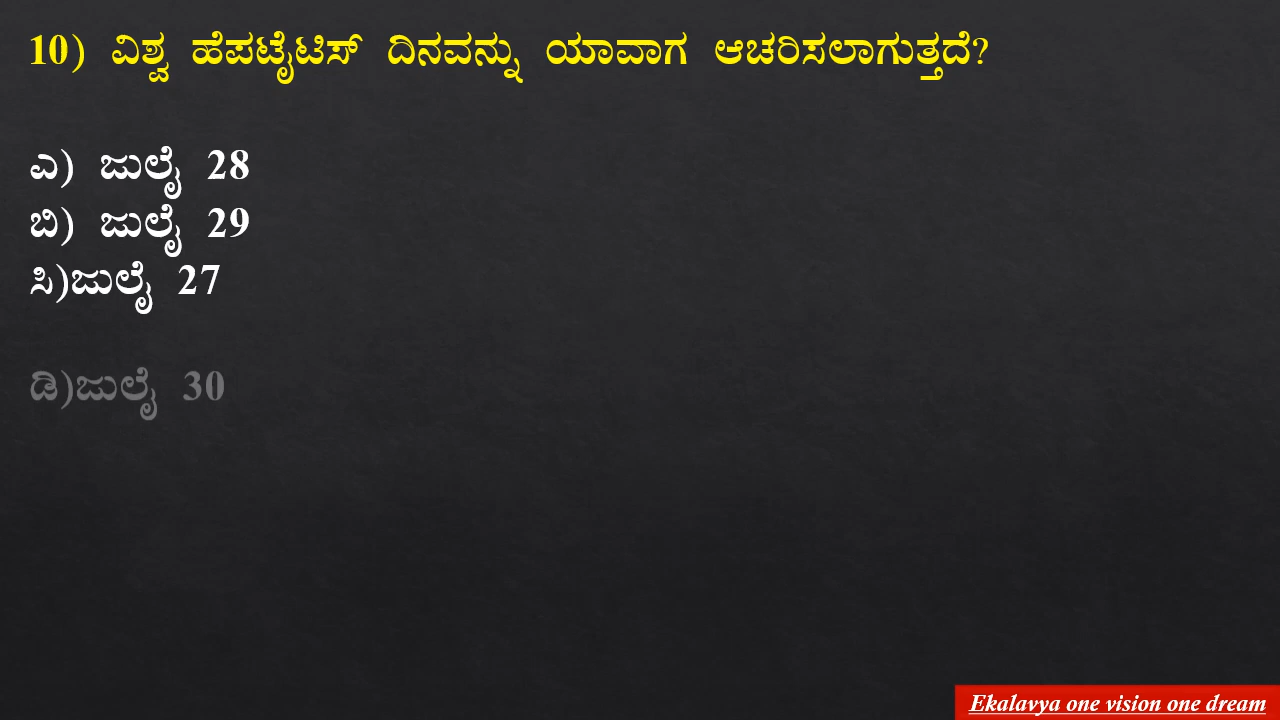 10) ವಿಶ್ವ ಹೆಪಟೈಟಿಸ್ ದಿನವನ್ನು ಯಾವಾಗ ಆಚರಿಸಲಾಗುತ್ತದೆ?
ಎ) ಜುಲೈ 28
ಬಿ) ಜುಲೈ 29
ಸಿ)ಜುಲೈ 27
ಡಿ)ಜುಲೈ 30
Ekalavya one vision one dream